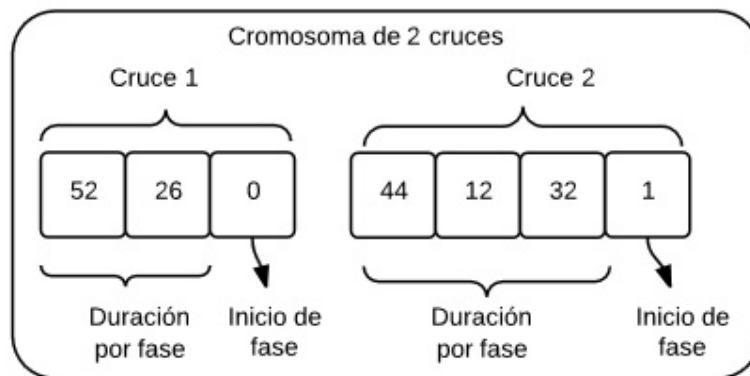 Cromosoma de 2 cruces
Cruce 1
Cruce 2
52 26 0
44 12 32 1
Duración
por fase
Inicio de
fase
Duración
por fase
Inicio de
fase